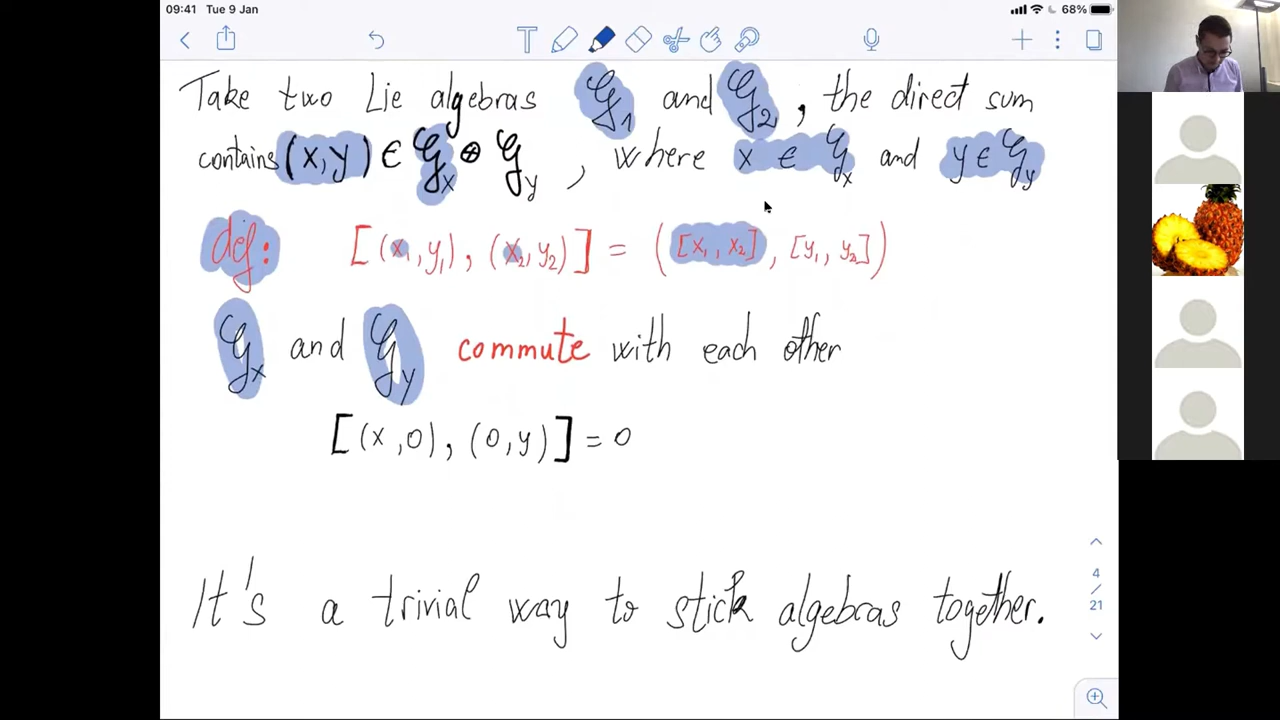 09:41 Tue 9 Jan 68%
Take two Lie algebras 𝒢₁ and 𝒢₂, the direct sum
contains (x,y) ∈ 𝒢ₓ ⊕ 𝒢ᵧ, where x ∈ 𝒢ₓ and y ∈ 𝒢ᵧ
def: [(x₁,y₁), (x₂,y₂)] = ([x₁,x₂], [y₁,y₂])
𝒢ₓ and 𝒢ᵧ commute with each other
[(x,0), (0,y)] = 0
It's a trivial way to stick algebras together.
4
/
21